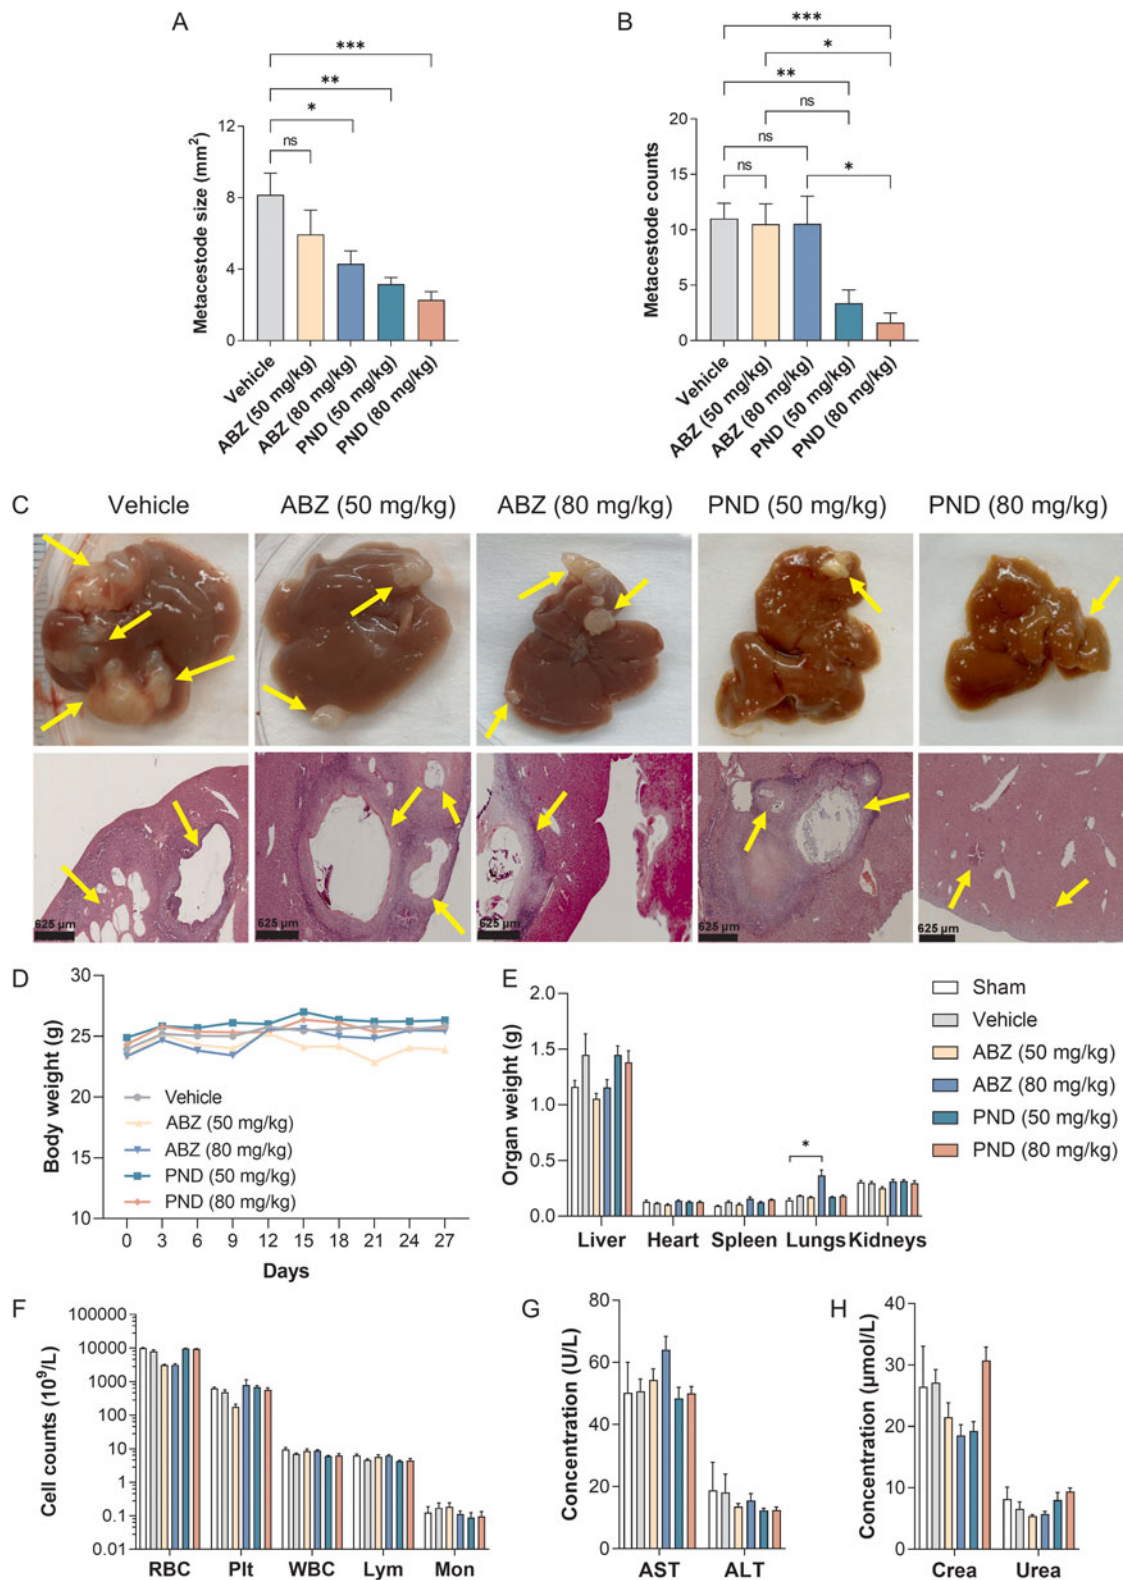 A
***
**
*
ns
12
8
4
0
Metacestode size (mm²)
Vehicle
ABZ (50 mg/kg)
ABZ (80 mg/kg)
PND (50 mg/kg)
PND (80 mg/kg)
B
***
*
**
ns
ns
ns
*
20
15
10
5
0
Metacestode counts
Vehicle
ABZ (50 mg/kg)
ABZ (80 mg/kg)
PND (50 mg/kg)
PND (80 mg/kg)
C
Vehicle
ABZ (50 mg/kg)
ABZ (80 mg/kg)
PND (50 mg/kg)
PND (80 mg/kg)
625 µm
625 µm
625 µm
625 µm
625 µm
D
30
25
20
15
10
Body weight (g)
Vehicle
ABZ (50 mg/kg)
ABZ (80 mg/kg)
PND (50 mg/kg)
PND (80 mg/kg)
0 3 6 9 12 15 18 21 24 27
Days
E
2.0
1.5
1.0
0.5
0.0
Organ weight (g)
*
Liver Heart Spleen Lungs Kidneys
Sham
Vehicle
ABZ (50 mg/kg)
ABZ (80 mg/kg)
PND (50 mg/kg)
PND (80 mg/kg)
F
100000
10000
1000
100
10
1
0.1
0.01
Cell counts (10⁹/L)
RBC Plt WBC Lym Mon
G
80
60
40
20
0
Concentration (U/L)
AST ALT
H
40
30
20
10
0
Concentration (µmol/L)
Crea Urea